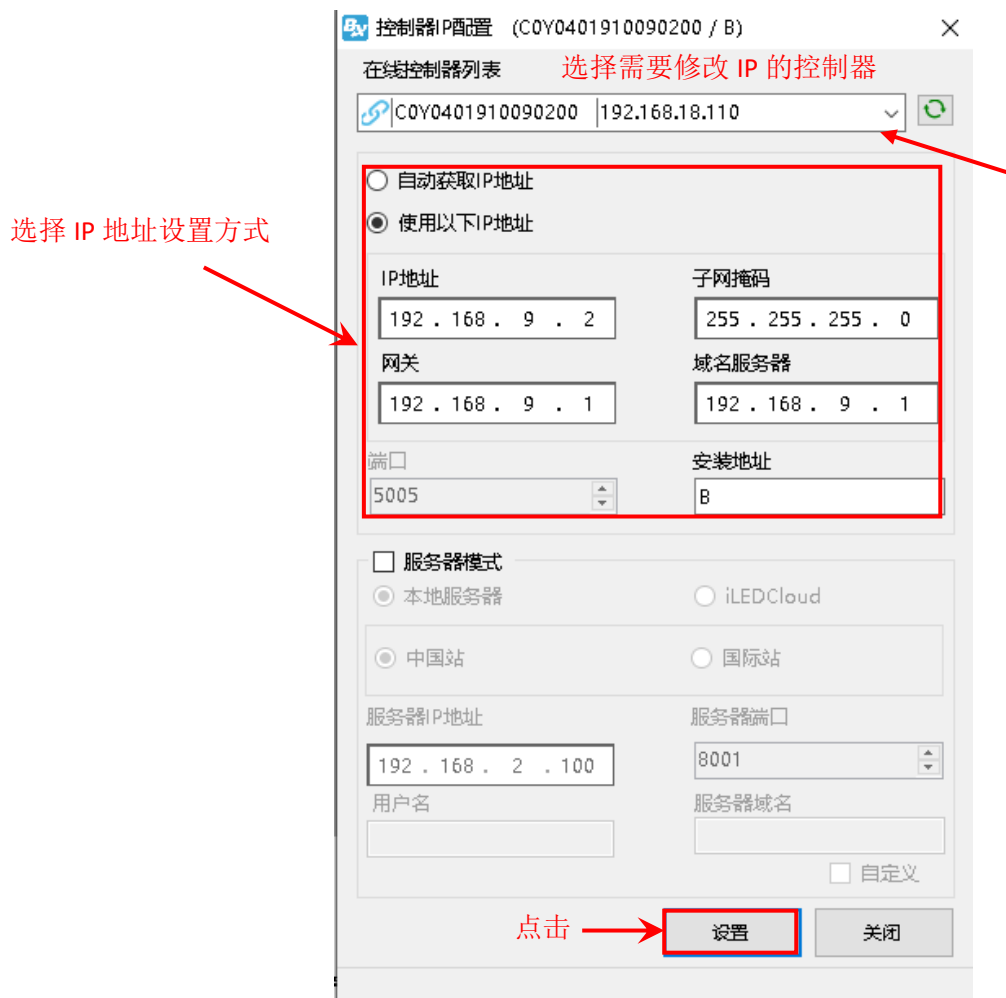 BX 控制器IP配置 (C0Y0401910090200 / B)
在线控制器列表 选择需要修改 IP 的控制器
C0Y0401910090200 192.168.18.110
自动获取IP地址
选择 IP 地址设置方式
使用以下IP地址
IP地址 子网掩码
192 . 168 . 9 . 2 255 . 255 . 255 . 0
网关 域名服务器
192 . 168 . 9 . 1 192 . 168 . 9 . 1
端口 安装地址
5005 B
服务器模式
本地服务器 iLEDCloud
中国站 国际站
服务器IP地址 服务器端口
192 . 168 . 2 . 100 8001
用户名 服务器域名
自定义
点击 设置 关闭